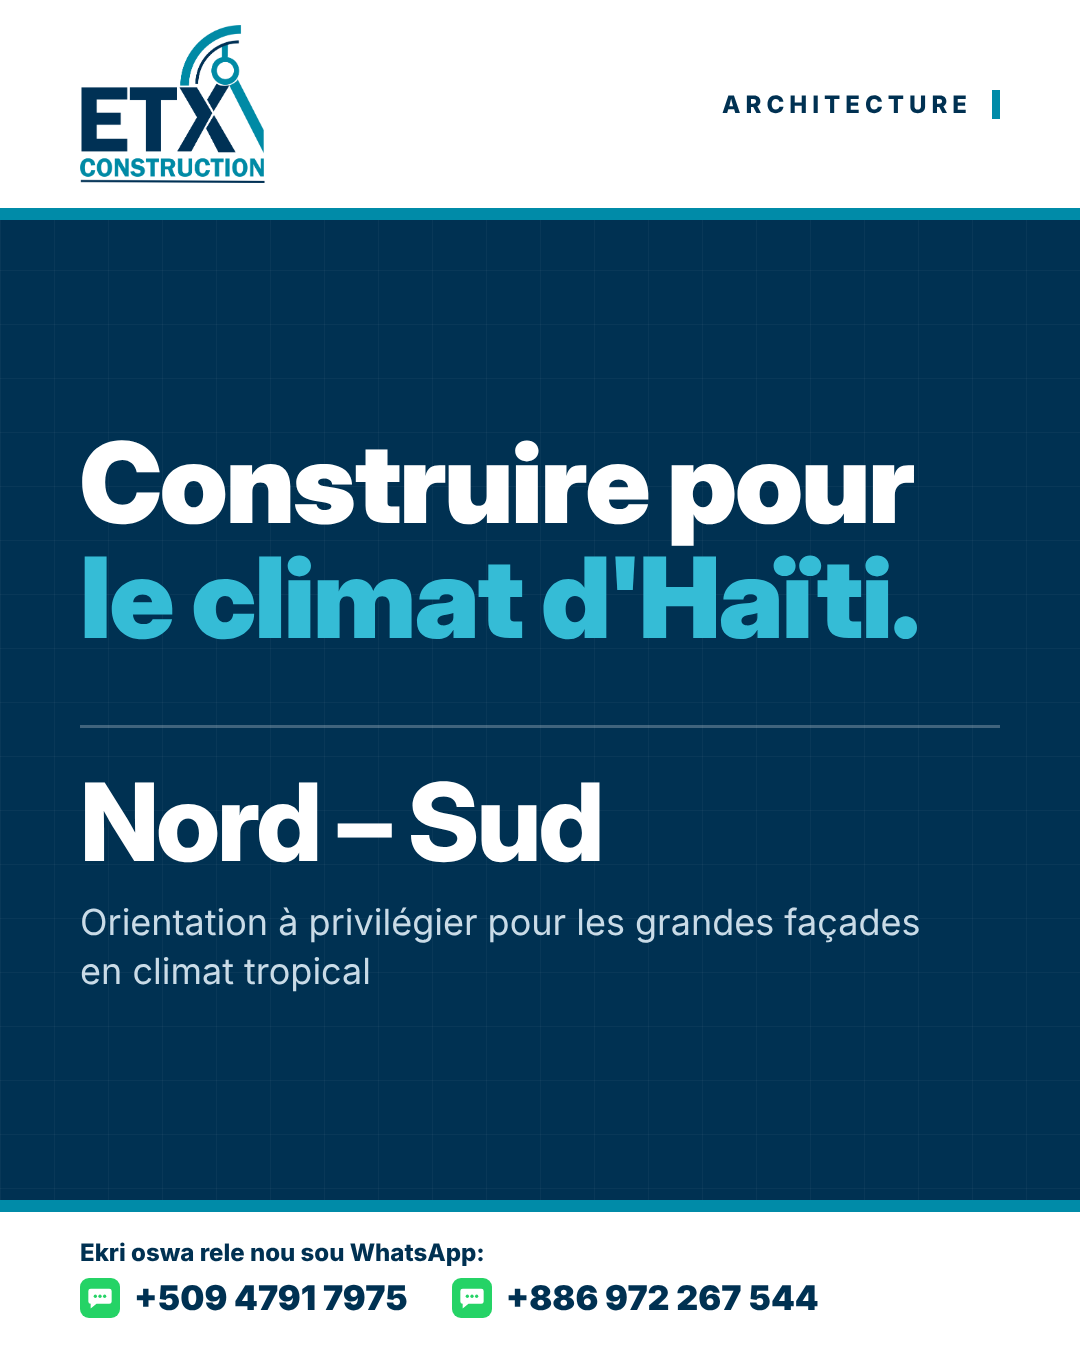 ETX
CONSTRUCTION
ARCHITECTURE
Construire pour
le climat d'Haïti.
Nord – Sud
Orientation à privilégier pour les grandes façades
en climat tropical
Ekri oswa rele nou sou WhatsApp:
+509 4791 7975 +886 972 267 544